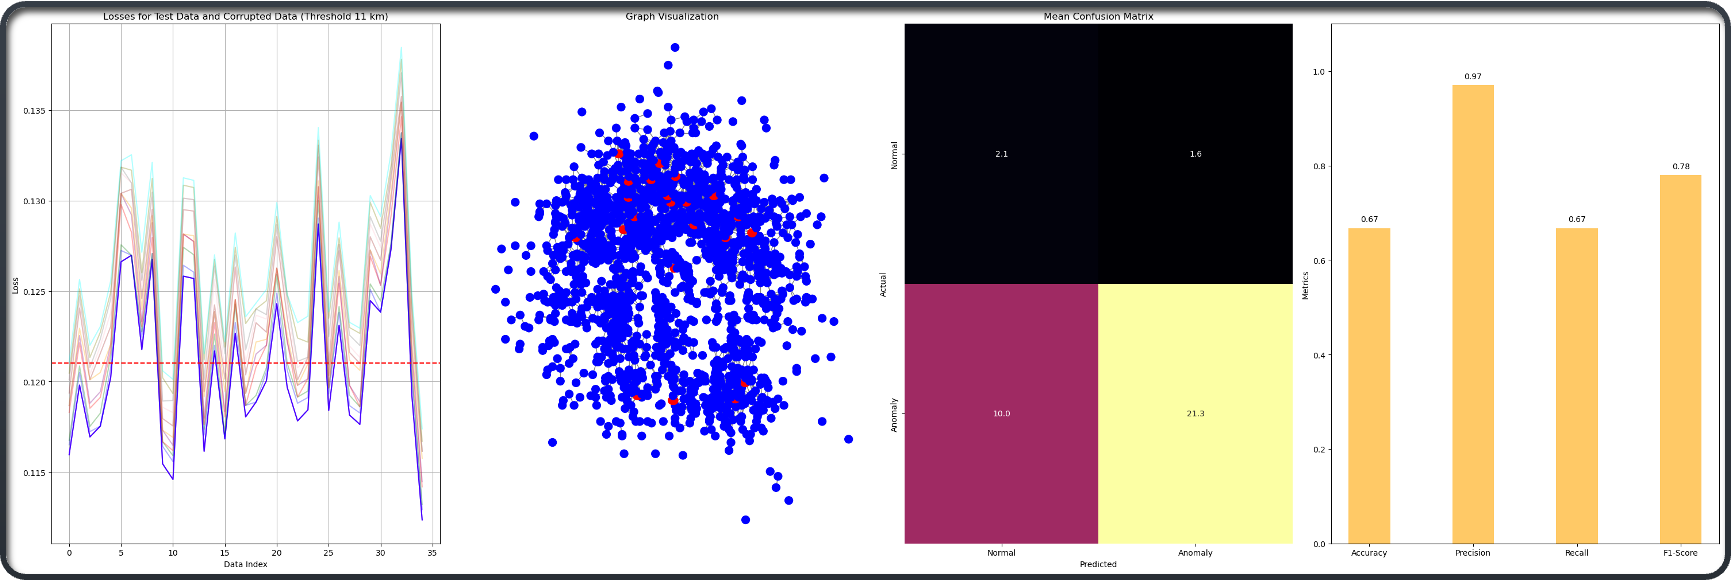 Losses for Test Data and Corrupted Data (Threshold 11 km)
0.135
0.130
0.125
0.120
0.115
Loss
0 5 10 15 20 25 30 35
Data Index
Graph Visualization
Mean Confusion Matrix
Normal
Anomaly
Actual
2.1 1.6
10.0 21.3
Normal Anomaly
Predicted
1.0
0.8
0.6
0.4
0.2
0.0
Metrics
0.67 0.97 0.67 0.78
Accuracy Precision Recall F1-Score